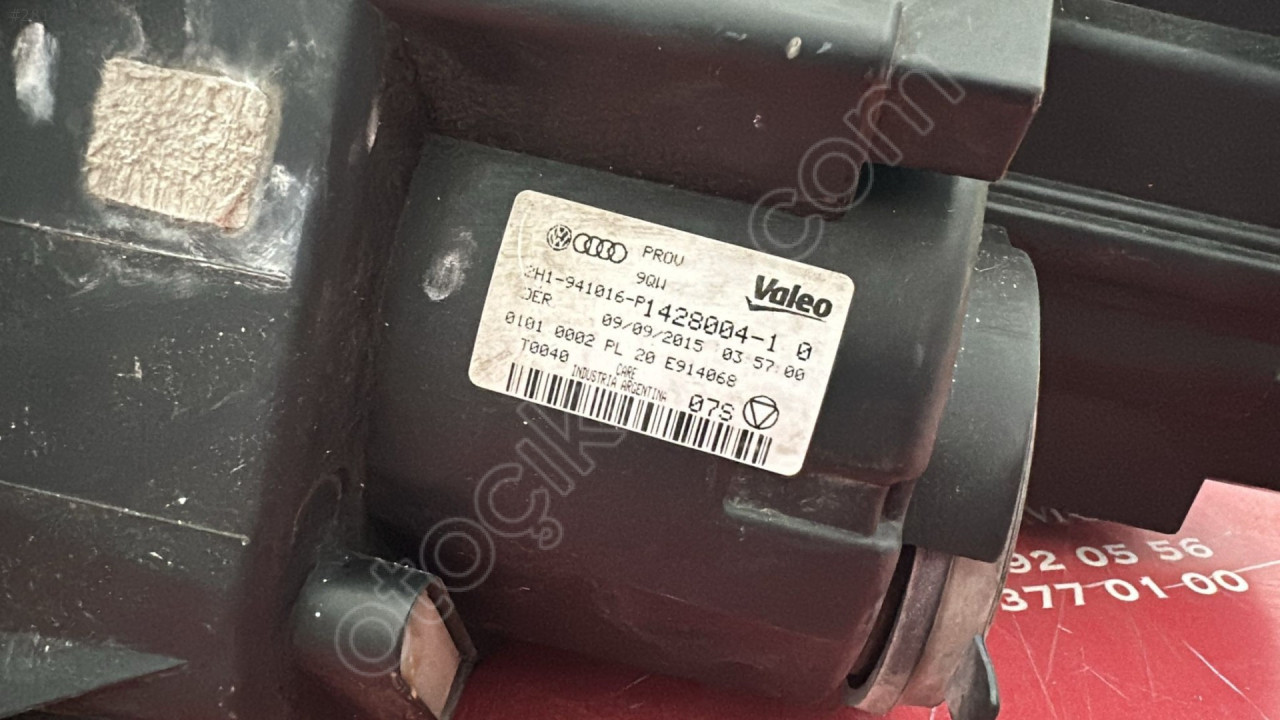 PROV
9QW
Valeo
2H1-941016-P
1428004-1 0
DER
09/09/2015 03 57:00
0101 0002 PL 20 E914068
T0040
CARE
INDUSTRIA ARGENTINA
07S
92 05 56
377 01 00
otoçıkma.com